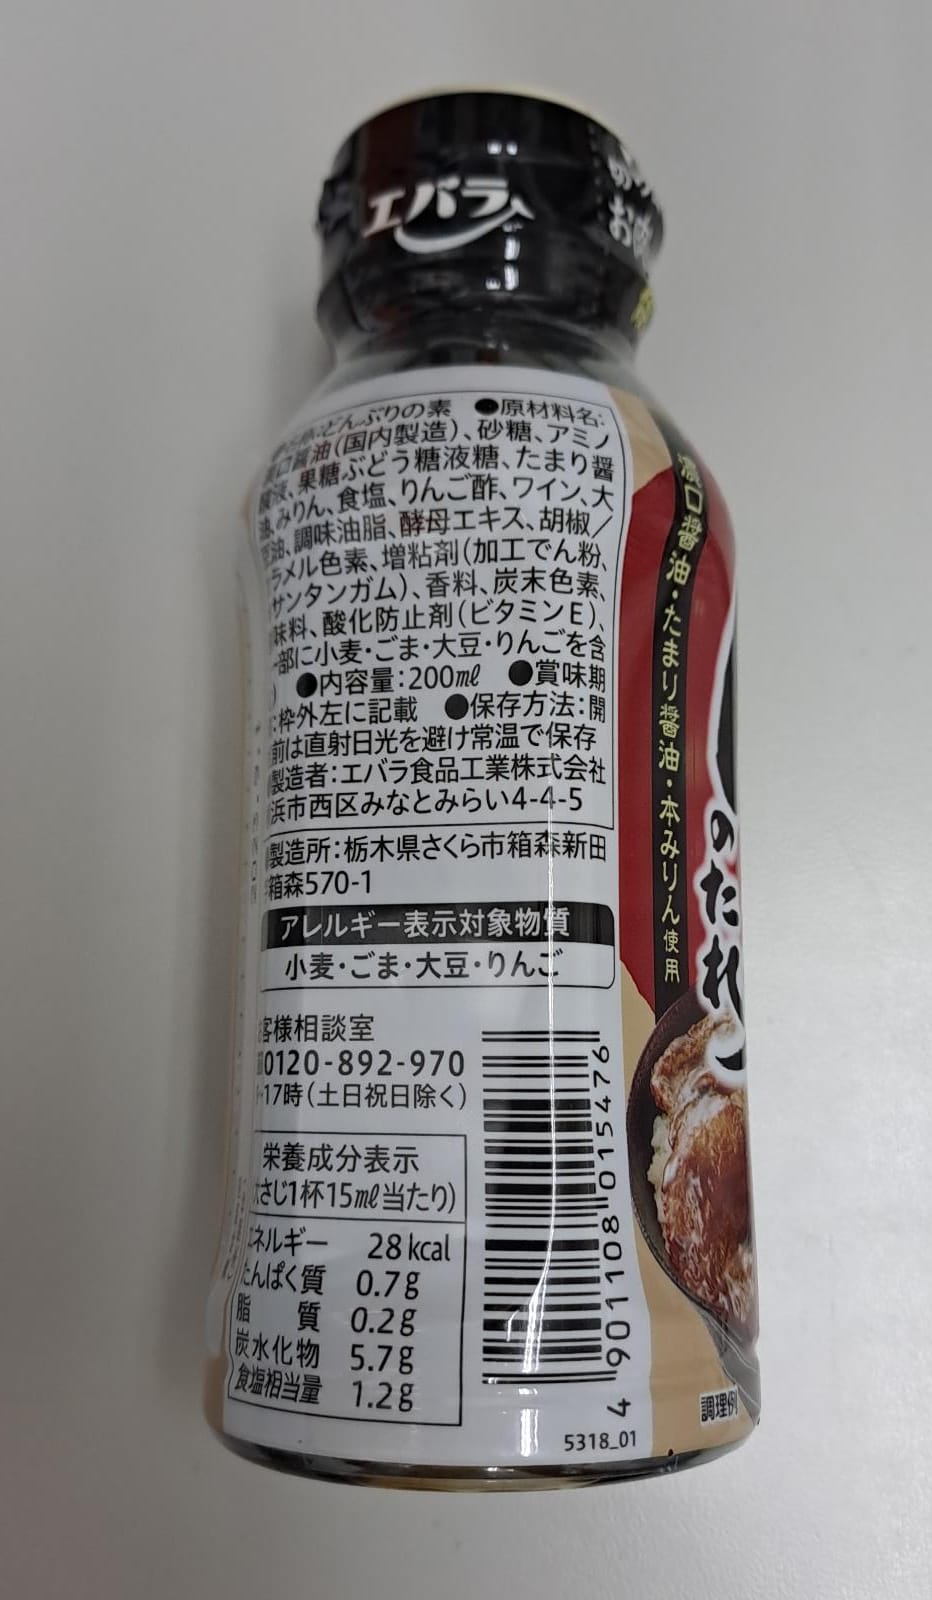 エバラ
の
お
どんぶりの素 ●原材料名:
口醤油(国内製造)、砂糖、アミノ
酸液、果糖ぶどう糖液糖、たまり醤
油、みりん、食塩、りんご酢、ワイン、大
豆油、調味油脂、酵母エキス、胡椒/
ラメル色素、増粘剤(加工でん粉、
サンタンガム)、香料、炭末色素、
味料、酸化防止剤(ビタミンE)、
一部に小麦・ごま・大豆・りんごを含
) ●内容量:200㎖ ●賞味期
:枠外左に記載 ●保存方法:開
前は直射日光を避け常温で保存
製造者:エバラ食品工業株式会社
浜市西区みなとみらい4-4-5
製造所:栃木県さくら市箱森新田
箱森570-1
アレルギー表示対象物質
小麦・ごま・大豆・りんご
客様相談室
0120-892-970
17時(土日祝日除く)
栄養成分表示
大さじ1杯15㎖当たり)
エネルギー 28kcal
たんぱく質 0.7g
脂質 0.2g
炭水化物 5.7g
食塩相当量 1.2g
4 901108 015476
5318_01
濃口醤油・たまり醤油・本みりん使用
のたれ
調理例